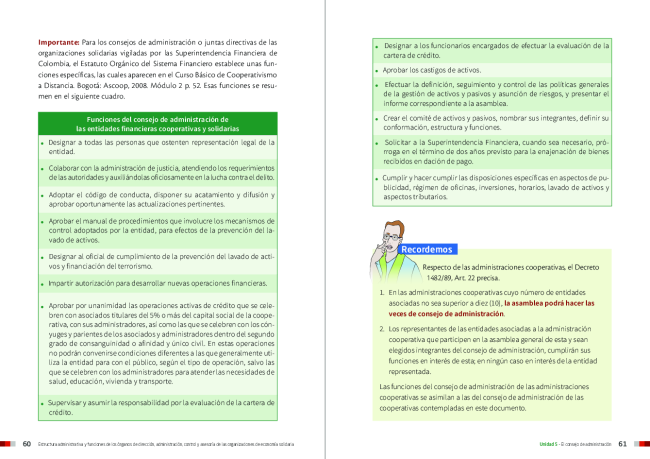 Importante: Para los consejos de administración o juntas directivas de las
organizaciones solidarias vigiladas por las Superintendencia Financiera de
Colombia, el Estatuto Orgánico del Sistema Financiero establece unas fun-
ciones específicas, las cuales aparecen en el Curso Básico de Cooperativismo
a Distancia. Bogotá: Ascoop, 2008. Módulo 2 p. 52. Esas funciones se resu-
men en el siguiente cuadro.
Funciones del consejo de administración de
las entidades financieras cooperativas y solidarias
• Designar a todas las personas que ostenten representación legal de la
entidad.
• Colaborar con la administración de justicia, atendiendo los requerimientos
de las autoridades y auxiliándolas oficiosamente en la lucha contra el delito.
• Adoptar el código de conducta, disponer su acatamiento y difusión y
aprobar oportunamente las actualizaciones pertinentes.
• Aprobar el manual de procedimientos que involucre los mecanismos de
control adoptados por la entidad, para efectos de la prevención del la-
vado de activos.
• Designar al oficial de cumplimiento de la prevención del lavado de acti-
vos y financiación del terrorismo.
• Impartir autorización para desarrollar nuevas operaciones financieras.
• Aprobar por unanimidad las operaciones activas de crédito que se cele-
bren con asociados titulares del 5% o más del capital social de la coope-
rativa, con sus administradores, así como las que se celebren con los cón-
yuges y parientes de los asociados y administradores dentro del segundo
grado de consanguinidad o afinidad y único civil. En estas operaciones
no podrán convenirse condiciones diferentes a las que generalmente uti-
liza la entidad para con el público, según el tipo de operación, salvo las
que se celebren con los administradores para atender las necesidades de
salud, educación, vivienda y transporte.
• Supervisar y asumir la responsabilidad por la evaluación de la cartera de
crédito.
60 Estructura administrativa y funciones de los órganos de dirección, administración, control y asesoría de las organizaciones de economía solidaria
• Designar a los funcionarios encargados de efectuar la evaluación de la
cartera de crédito.
• Aprobar los castigos de activos.
• Efectuar la definición, seguimiento y control de las políticas generales
de la gestión de activos y pasivos y asunción de riesgos, y presentar el
informe correspondiente a la asamblea.
• Crear el comité de activos y pasivos, nombrar sus integrantes, definir su
conformación, estructura y funciones.
• Solicitar a la Superintendencia Financiera, cuando sea necesario, pró-
rroga en el término de dos años previsto para la enajenación de bienes
recibidos en dación de pago.
• Cumplir y hacer cumplir las disposiciones específicas en aspectos de pu-
blicidad, régimen de oficinas, inversiones, horarios, lavado de activos y
aspectos tributarios.
Recordemos
Respecto de las administraciones cooperativas, el Decreto
1482/89, Art. 22 precisa.
1. En las administraciones cooperativas cuyo número de entidades
asociadas no sea superior a diez (10), la asamblea podrá hacer las
veces de consejo de administración.
2. Los representantes de las entidades asociadas a la administración
cooperativa que participen en la asamblea general de esta y sean
elegidos integrantes del consejo de administración, cumplirán sus
funciones en interés de esta; en ningún caso en interés de la entidad
representada.
Las funciones del consejo de administración de las administraciones
cooperativas se asimilan a las del consejo de administración de las
cooperativas contempladas en este documento.
Unidad 5 - El consejo de administración 61